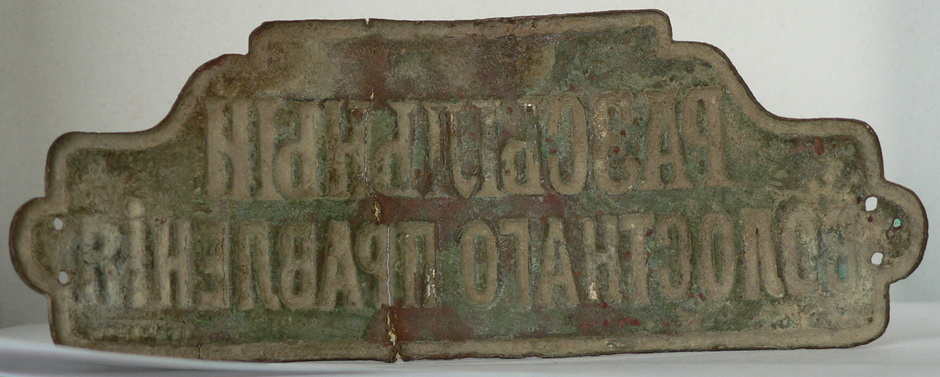 РАЗСЫЛЬНЫЙ
ВОЛОСТНАГО ПРАВЛЕНІЯ